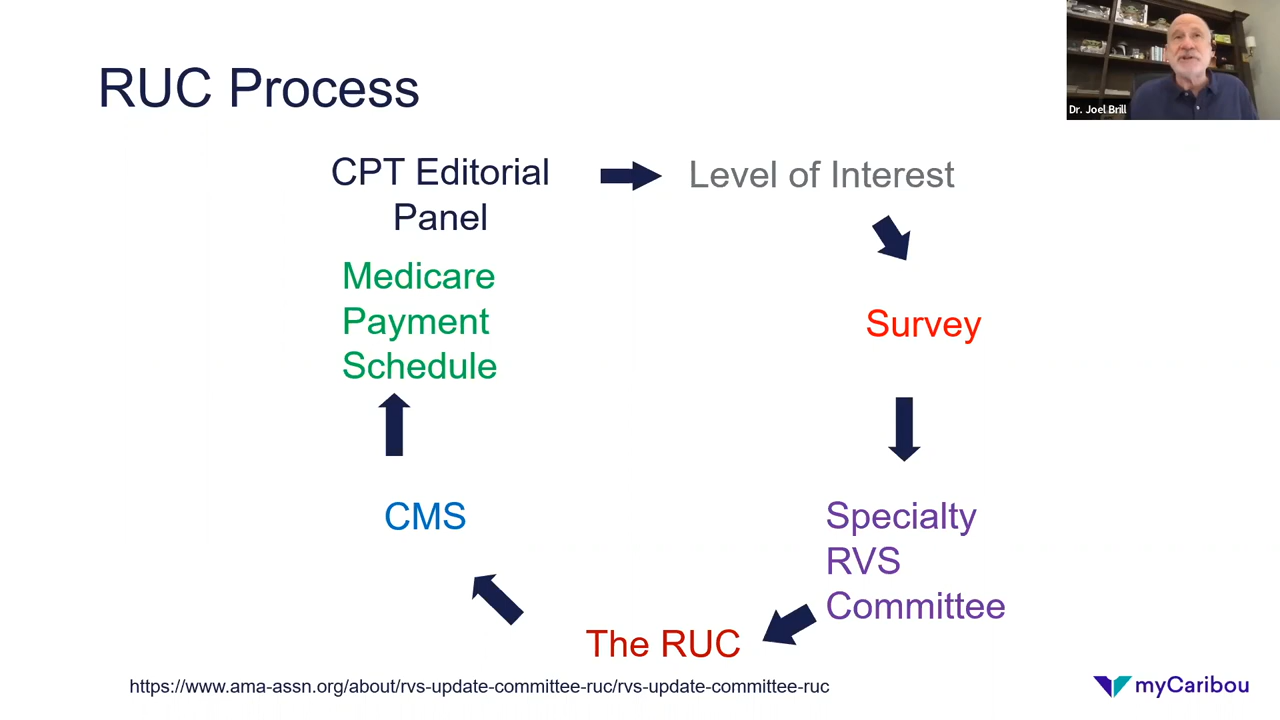 RUC Process
Dr. Joel Brill
CPT Editorial
Panel
Level of Interest
Medicare
Payment
Schedule
Survey
CMS
Specialty
RVS
Committee
The RUC
https://www.ama-assn.org/about/rvs-update-committee-ruc/rvs-update-committee-ruc
myCaribou